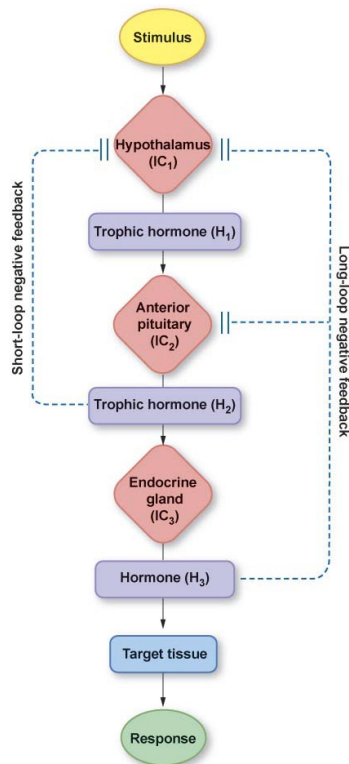 Stimulus
Hypothalamus
(IC₁)
Trophic hormone (H₁)
Anterior
pituitary
(IC₂)
Trophic hormone (H₂)
Endocrine
gland
(IC₃)
Hormone (H₃)
Target tissue
Response
Short-loop negative feedback
Long-loop negative feedback